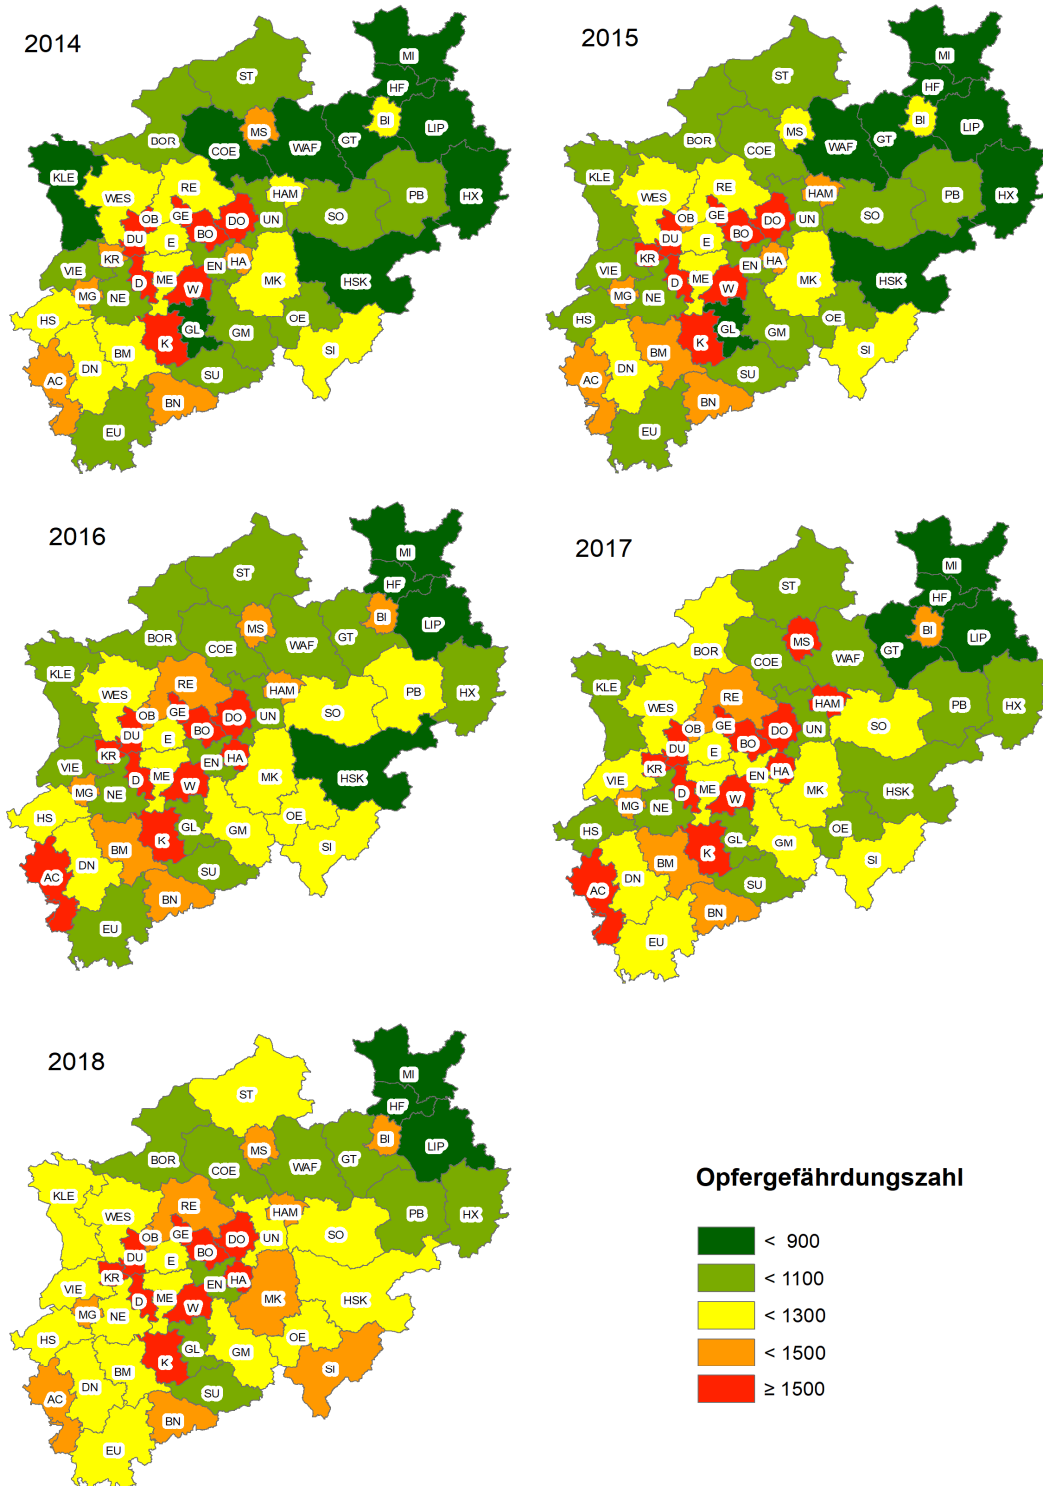 2014
MI
ST
HF
BI
MS
LIP
GT
BOR
COE
WAF
KLE
RE
HAM
PB
HX
WES
GE
OB
DO
UN
SO
BO
DU
E
KR
EN
HA
VIE
ME
MK
HSK
D
W
MG
NE
HS
OE
GL
GM
K
BM
SI
DN
SU
AC
BN
EU
2015
MI
ST
HF
BI
MS
LIP
GT
BOR
COE
WAF
KLE
RE
HAM
PB
HX
WES
GE
OB
DO
UN
SO
BO
DU
E
KR
EN
HA
VIE
ME
MK
HSK
D
W
MG
NE
HS
OE
GL
GM
K
BM
SI
DN
SU
AC
BN
EU
2016
MI
ST
HF
BI
MS
LIP
BOR
GT
WAF
COE
KLE
RE
HAM
PB
HX
WES
GE
OB
DO
UN
SO
BO
DU
E
KR
EN
HA
VIE
ME
MK
HSK
D
W
MG
NE
HS
OE
GL
GM
K
BM
SI
DN
SU
AC
BN
EU
2017
MI
ST
HF
BI
MS
LIP
GT
BOR
COE
WAF
KLE
RE
HAM
PB
HX
WES
GE
OB
DO
UN
SO
BO
DU
E
KR
EN
HA
VIE
ME
MK
HSK
D
W
MG
NE
HS
OE
GL
GM
K
BM
SI
DN
SU
AC
BN
EU
2018
MI
ST
HF
BI
MS
LIP
BOR
GT
WAF
COE
KLE
RE
HAM
PB
HX
WES
GE
OB
DO
UN
SO
BO
DU
E
KR
EN
HA
VIE
ME
MK
HSK
D
W
MG
NE
HS
OE
GL
GM
K
BM
SI
DN
SU
AC
BN
EU
Opfergefährdungszahl
< 900
< 1100
< 1300
< 1500
≥ 1500